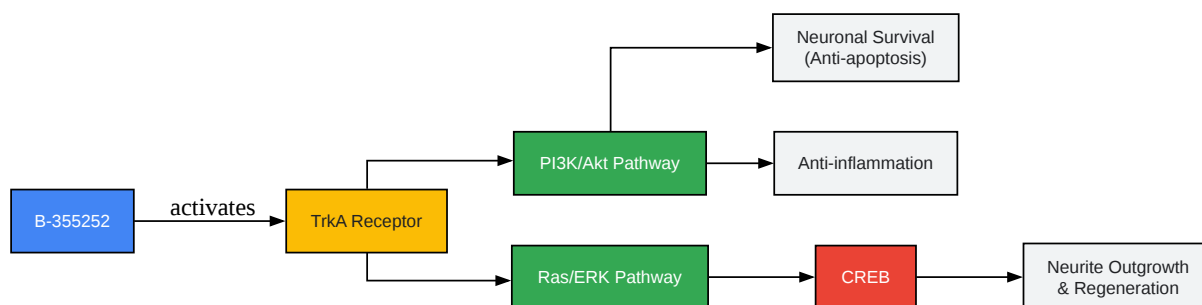 Neuronal Survival
(Anti-apoptosis)
PI3K/Akt Pathway
Anti-inflammation
B-355252
activates
TrkA Receptor
Ras/ERK Pathway
CREB
Neurite Outgrowth
& Regeneration